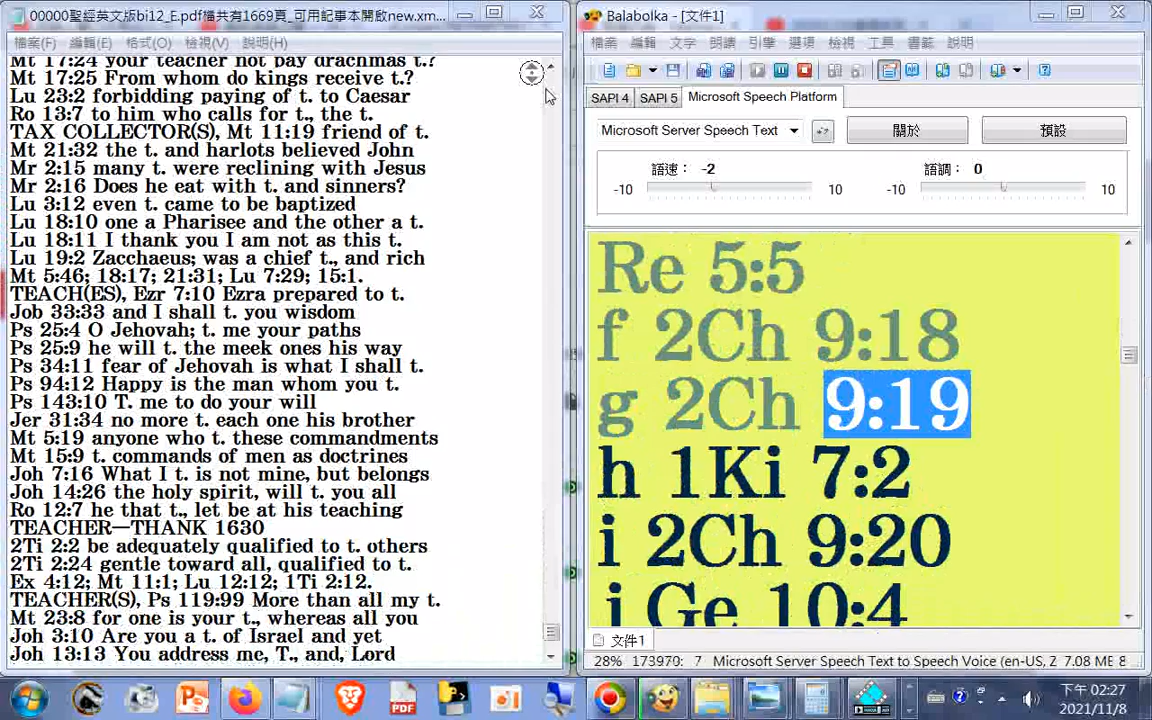 00000聖經英文版bi12_E.pdf檔共有1669頁_可用記事本開啟new.xm...
檔案(F) 編輯(E) 格式(O) 檢視(V) 說明(H)
Mt 17:24 your teacher not pay drachmas t.?
Mt 17:25 From whom do kings receive t.?
Lu 23:2 forbidding paying of t. to Caesar
Ro 13:7 to him who calls for t., the t.
TAX COLLECTOR(S), Mt 11:19 friend of t.
Mt 21:32 the t. and harlots believed John
Mr 2:15 many t. were reclining with Jesus
Mr 2:16 Does he eat with t. and sinners?
Lu 3:12 even t. came to be baptized
Lu 18:10 one a Pharisee and the other a t.
Lu 18:11 I thank you I am not as this t.
Lu 19:2 Zacchaeus; was a chief t., and rich
Mt 5:46; 18:17; 21:31; Lu 7:29; 15:1.
TEACH(ES), Ezr 7:10 Ezra prepared to t.
Job 33:33 and I shall t. you wisdom
Ps 25:4 O Jehovah; t. me your paths
Ps 25:9 he will t. the meek ones his way
Ps 34:11 fear of Jehovah is what I shall t.
Ps 94:12 Happy is the man whom you t.
Ps 143:10 T. me to do your will
Jer 31:34 no more t. each one his brother
Mt 5:19 anyone who t. these commandments
Mt 15:9 t. commands of men as doctrines
Joh 7:16 What I t. is not mine, but belongs
Joh 14:26 the holy spirit, will t. you all
Ro 12:7 he that t., let be at his teaching
TEACHER—THANK 1630
2Ti 2:2 be adequately qualified to t. others
2Ti 2:24 gentle toward all, qualified to t.
Ex 4:12; Mt 11:1; Lu 12:12; 1Ti 2:12.
TEACHER(S), Ps 119:99 More than all my t.
Mt 23:8 for one is your t., whereas all you
Joh 3:10 Are you a t. of Israel and yet
Joh 13:13 You address me, T., and, Lord
Balabolka - [文件1]
檔案 編輯 文字 朗讀 引擎 選項 檢視 工具 書籤 說明
SAPI 4 SAPI 5 Microsoft Speech Platform
Microsoft Server Speech Text 關於 預設
語速： -2 語調： 0
-10 10 -10 10
Re 5:5
f 2Ch 9:18
g 2Ch 9:19
h 1Ki 7:2
i 2Ch 9:20
j Ge 10:4
文件1
28% 173970: 7 Microsoft Server Speech Text to Speech Voice (en-US, Z 7.08 ME 8
PDF
下午 02:27
2021/11/8